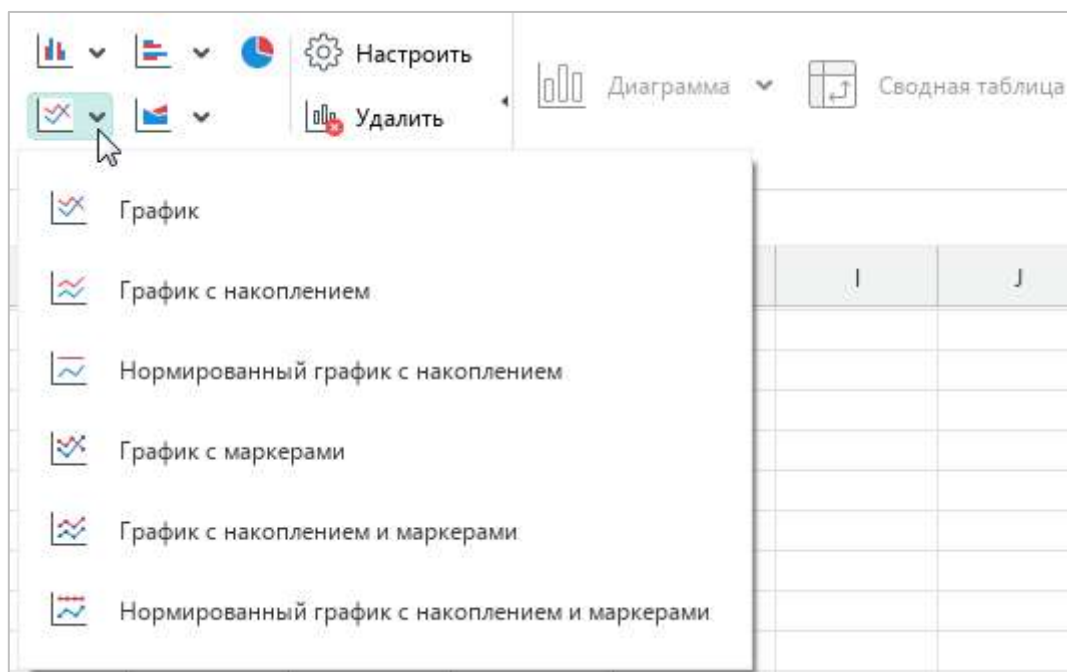 Настроить
Удалить
Диаграмма
Сводная таблица
I
J
График
График с накоплением
Нормированный график с накоплением
График с маркерами
График с накоплением и маркерами
Нормированный график с накоплением и маркерами